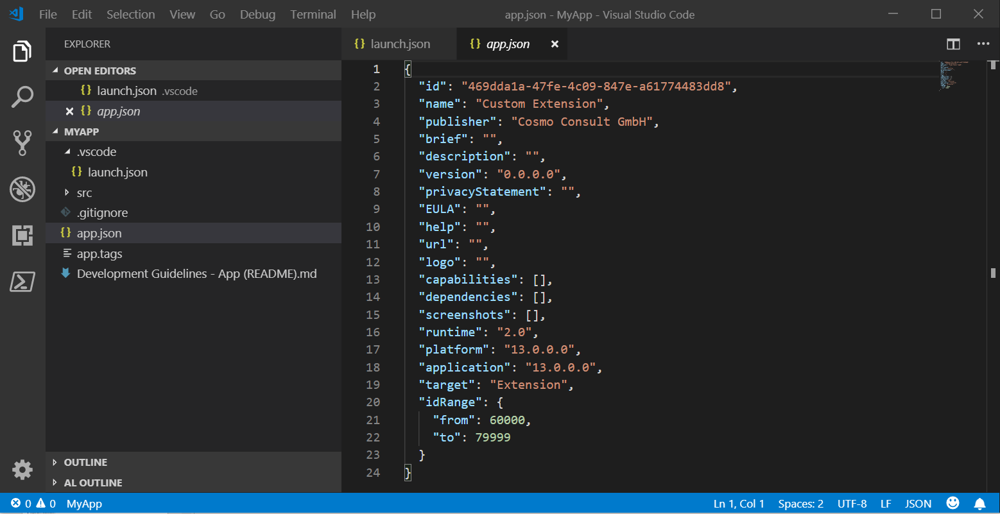 File Edit Selection View Go Debug Terminal Help app.json - MyApp - Visual Studio Code
EXPLORER
OPEN EDITORS
{} launch.json .vscode
{} app.json
MYAPP
.vscode
{} launch.json
src
.gitignore
{} app.json
app.tags
Development Guidelines - App (README).md
OUTLINE
AL OUTLINE
{} launch.json {} app.json
1 {
2 "id": "469dda1a-47fe-4c09-847e-a61774483dd8",
3 "name": "Custom Extension",
4 "publisher": "Cosmo Consult GmbH",
5 "brief": "",
6 "description": "",
7 "version": "0.0.0.0",
8 "privacyStatement": "",
9 "EULA": "",
10 "help": "",
11 "url": "",
12 "logo": "",
13 "capabilities": [],
14 "dependencies": [],
15 "screenshots": [],
16 "runtime": "2.0",
17 "platform": "13.0.0.0",
18 "application": "13.0.0.0",
19 "target": "Extension",
20 "idRange": {
21 "from": 60000,
22 "to": 79999
23 }
24 }
0 0 MyApp Ln 1, Col 1 Spaces: 2 UTF-8 LF JSON